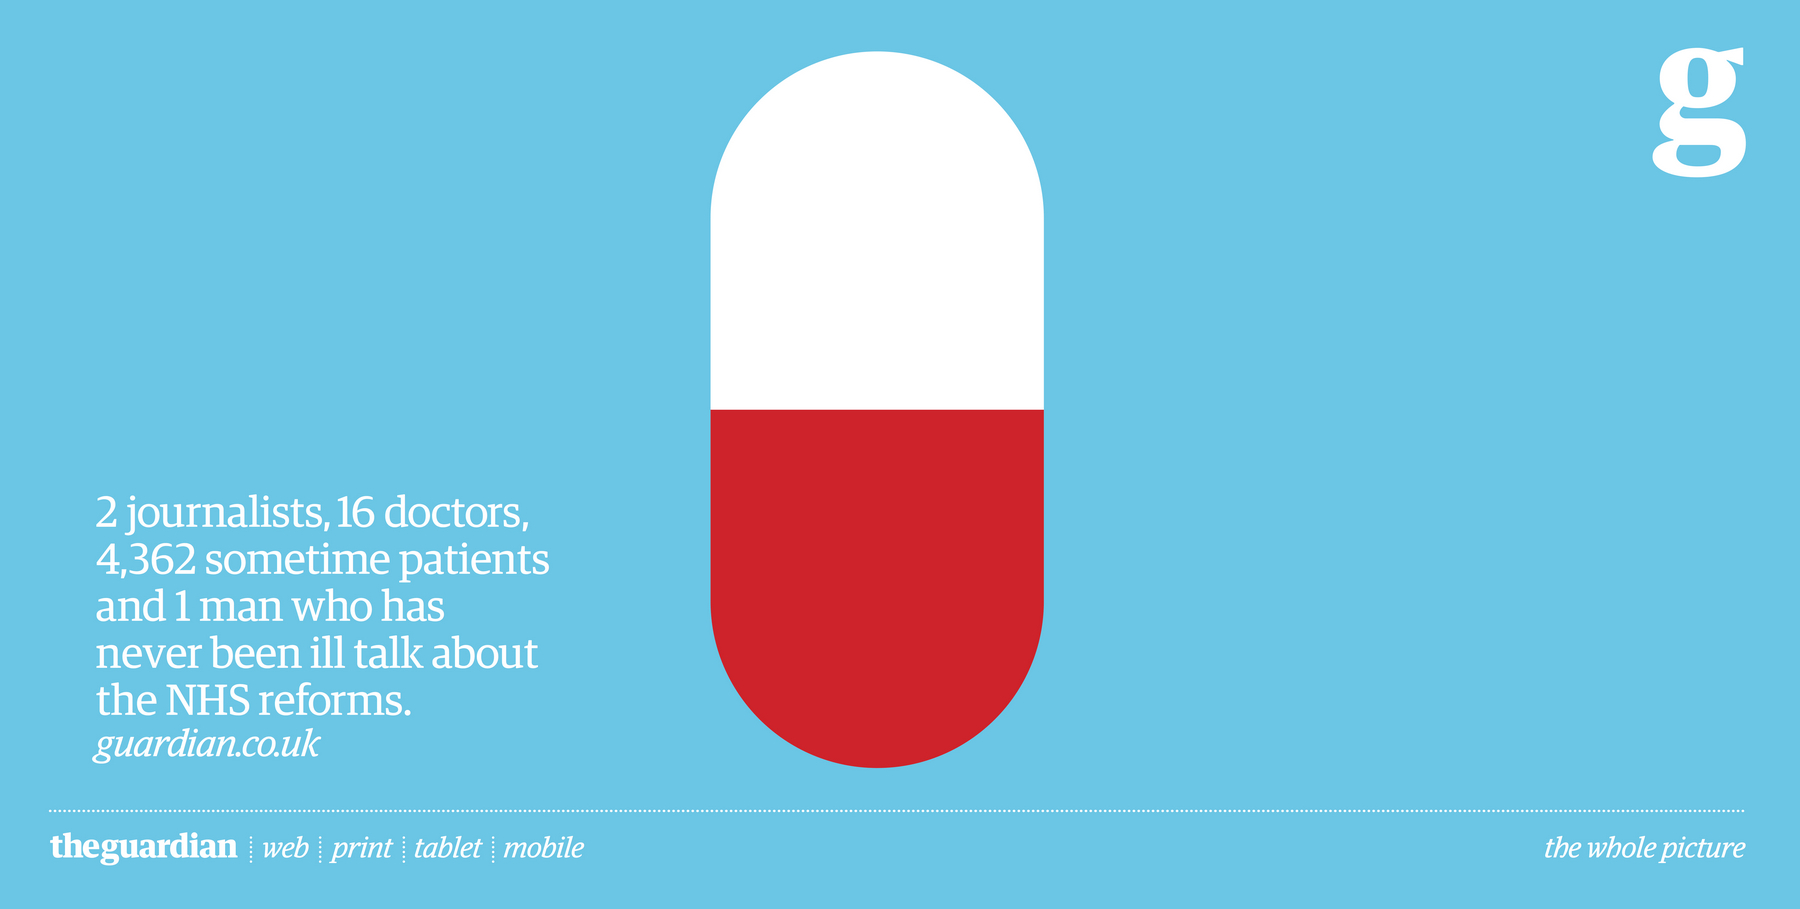 g
2 journalists, 16 doctors,
4,362 sometime patients
and 1 man who has
never been ill talk about
the NHS reforms.
guardian.co.uk
theguardian web print tablet mobile
the whole picture